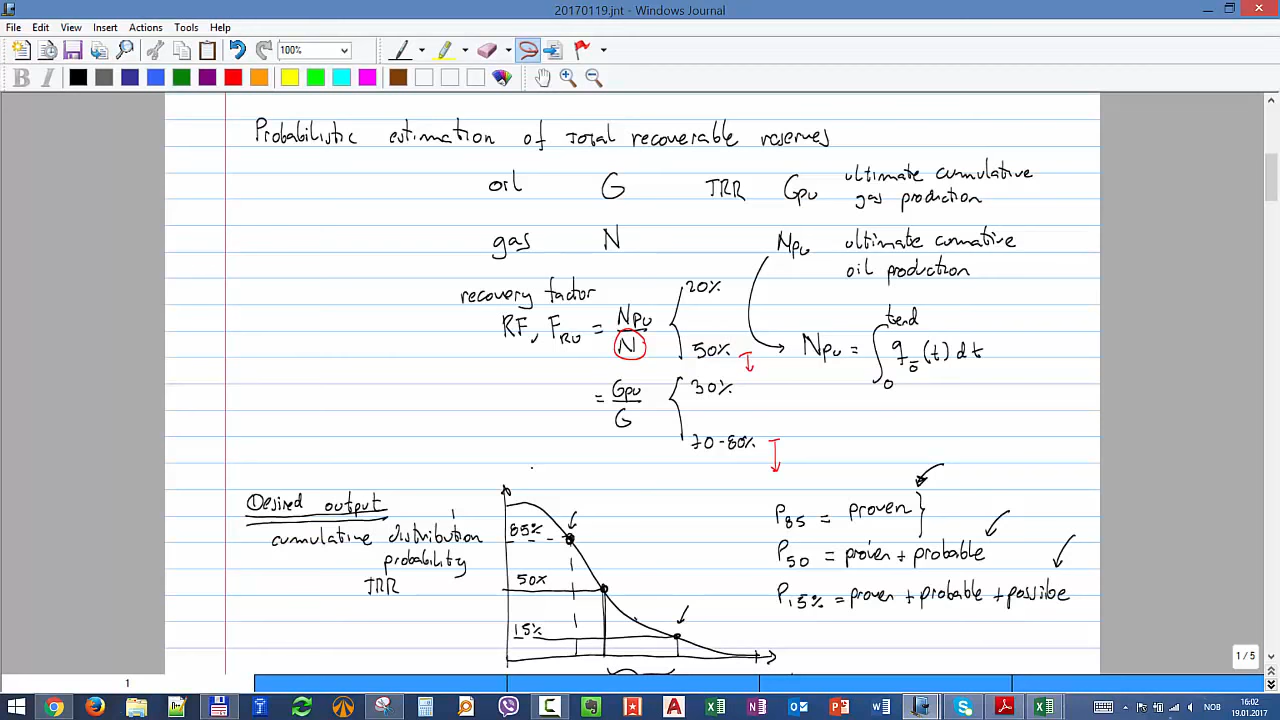 20170119.jnt - Windows Journal
File Edit View Insert Actions Tools Help
100%
B I
Probabilistic estimation of Total recoverable reserves
oil G TRR Gpu ultimate cumulative
gas production
gas N Npu ultimate cumative
oil production
recovery factor
RF, FRU = Npu / N { 20% 50%
Npu = ∫ 0 tend qo(t) dt
= Gpu / G { 30% 70-80%
Desired output
cumulative distribution
probability
TRR
85%
50%
15%
P85 = proven }
P50 = proven + probable
P15% = proven + probable + possible
1 / 5
1
NOB
16:02
19.01.2017